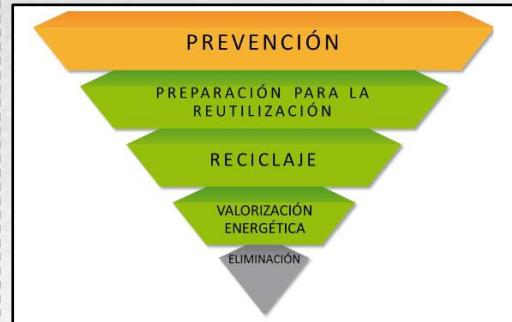 PREVENCIÓN
PREPARACIÓN PARA LA
REUTILIZACIÓN
RECICLAJE
VALORIZACIÓN
ENERGÉTICA
ELIMINACIÓN